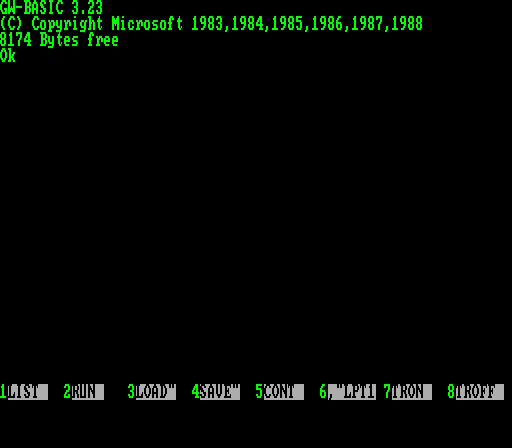 GW-BASIC 3.23
(C) Copyright Microsoft 1983,1984,1985,1986,1987,1988
8174 Bytes free
Ok
1LIST 2RUN 3LOAD" 4SAVE" 5CONT 6,"LPT1 7TRON 8TROFF